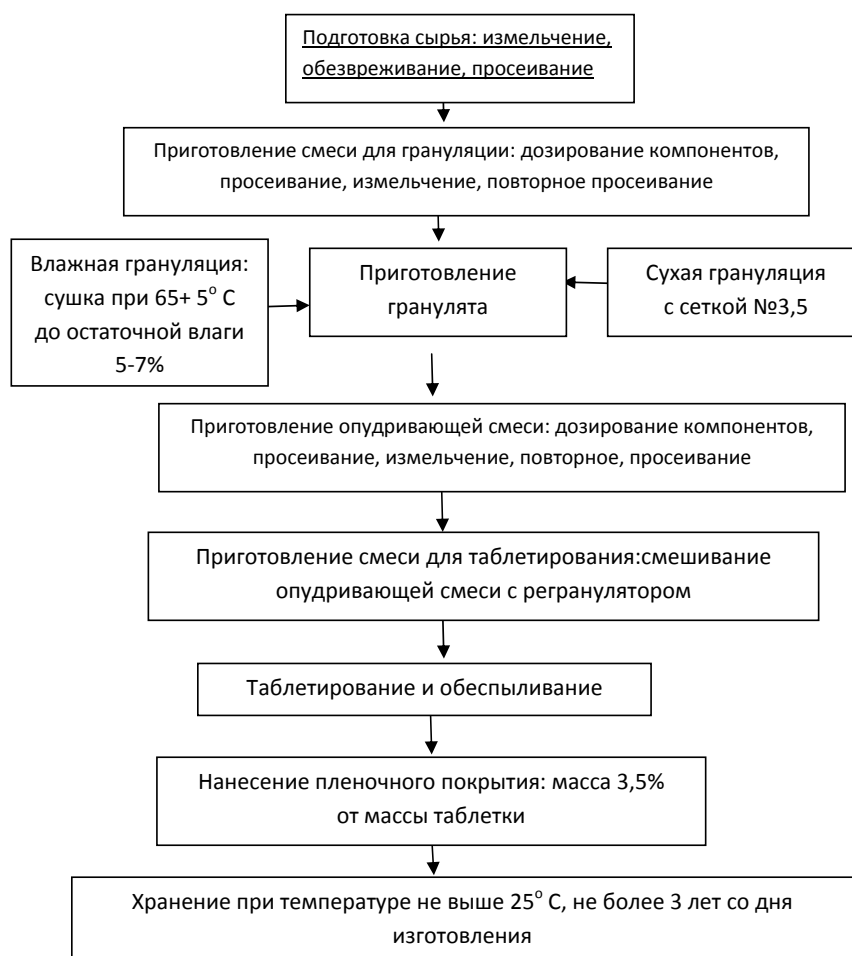 Подготовка сырья: измельчение,
обезвреживание, просеивание
Приготовление смеси для грануляции: дозирование компонентов,
просеивание, измельчение, повторное просеивание
Влажная грануляция:
сушка при 65+ 5° С
до остаточной влаги
5-7%
Приготовление
гранулята
Сухая грануляция
с сеткой №3,5
Приготовление опудривающей смеси: дозирование компонентов,
просеивание, измельчение, повторное, просеивание
Приготовление смеси для таблетирования:смешивание
опудривающей смеси с регранулятором
Таблетирование и обеспыливание
Нанесение пленочного покрытия: масса 3,5%
от массы таблетки
Хранение при температуре не выше 25° С, не более 3 лет со дня
изготовления